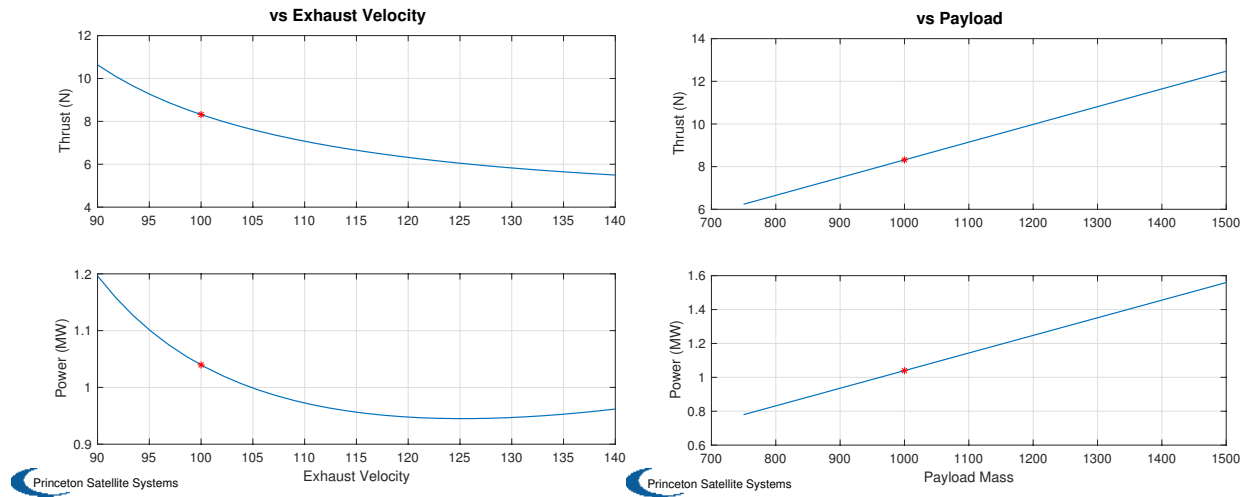 vs Exhaust Velocity
12
10
8
6
4
Thrust (N)
90 95 100 105 110 115 120 125 130 135 140
1.2
1.1
1
0.9
Power (MW)
90 95 100 105 110 115 120 125 130 135 140
Exhaust Velocity
Princeton Satellite Systems
vs Payload
14
12
10
8
6
Thrust (N)
700 800 900 1000 1100 1200 1300 1400 1500
1.6
1.4
1.2
1
0.8
0.6
Power (MW)
700 800 900 1000 1100 1200 1300 1400 1500
Payload Mass
Princeton Satellite Systems